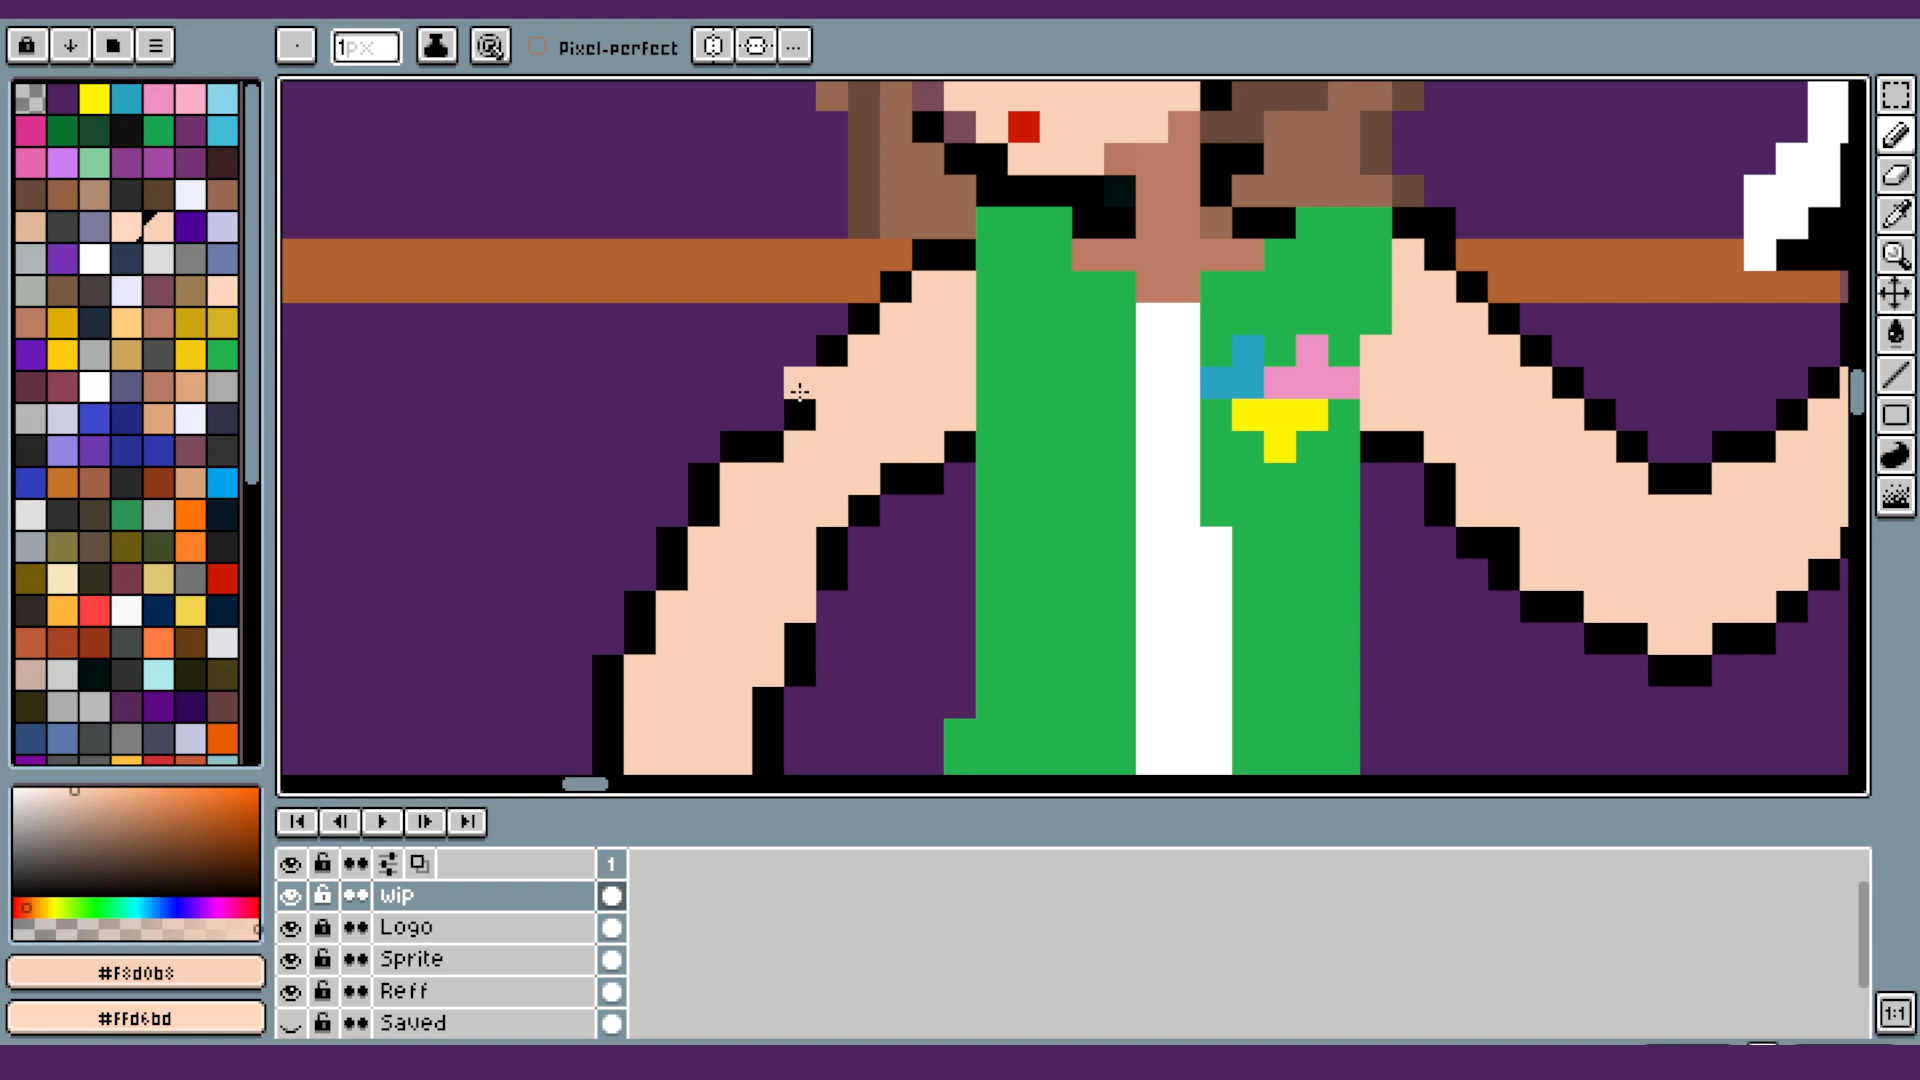 1px
Pixel-perfect
...
1
wip
Logo
Sprite
Reff
Saved
#f8d0b8
#ffd6bd
1:1